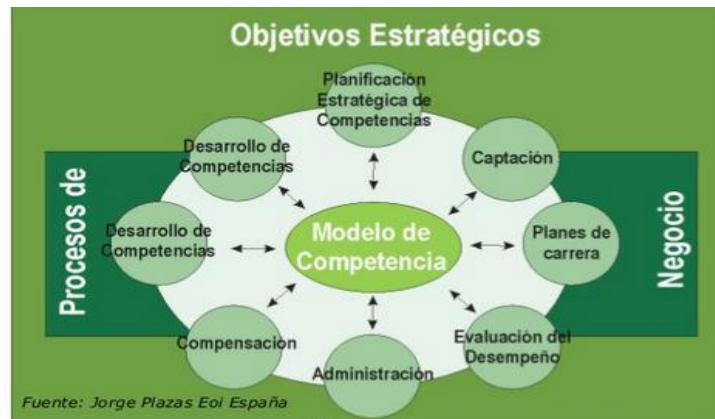 Objetivos Estratégicos
Planificación
Estratégica de
Competencias
Desarrollo de
Competencias
Captación
Procesos de
Desarrollo de
Competencias
Modelo de
Competencia
Planes de
carrera
Negocio
Compensación
Administración
Evaluación del
Desempeño
Fuente: Jorge Plazas Eoi España